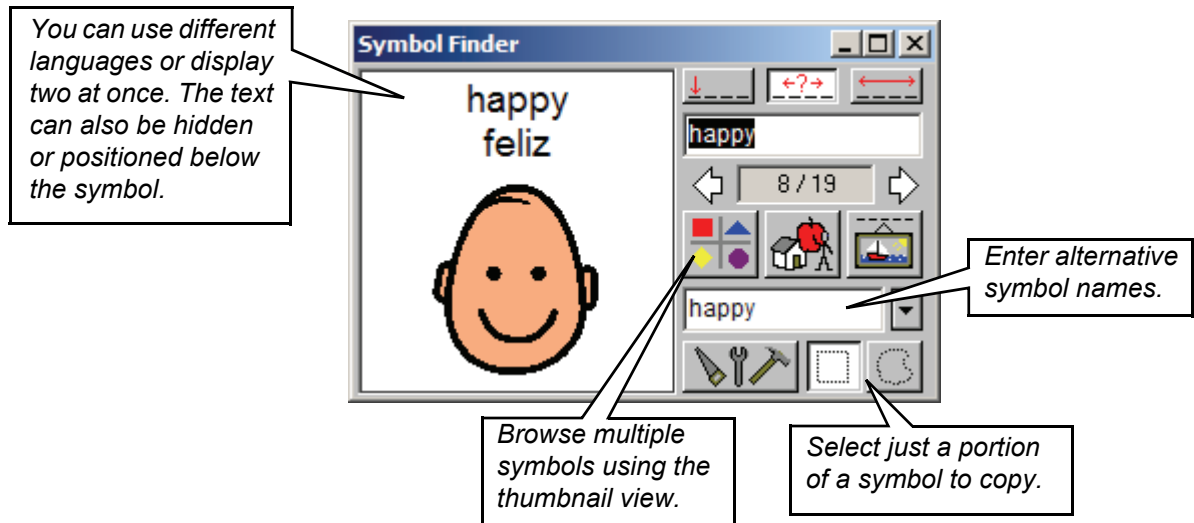 You can use different
languages or display
two at once. The text
can also be hidden
or positioned below
the symbol.
Symbol Finder
happy
feliz
happy
8 / 19
happy
Enter alternative
symbol names.
Browse multiple
symbols using the
thumbnail view.
Select just a portion
of a symbol to copy.